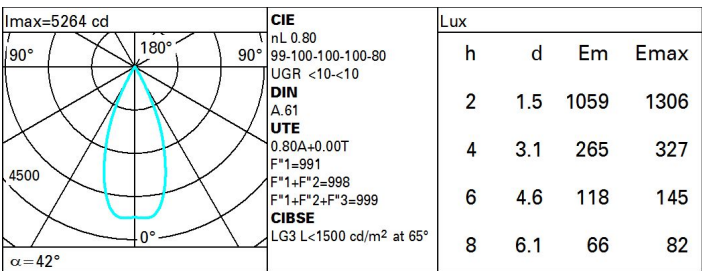 Imax=5264 cd
90° 180° 90°
4500
0°
α=42°
CIE
nL 0.80
99-100-100-100-80
UGR <10-<10
DIN
A.61
UTE
0.80A+0.00T
F"1=991
F"1+F"2=998
F"1+F"2+F"3=999
CIBSE
LG3 L<1500 cd/m² at 65°
Lux
h d Em Emax
2 1.5 1059 1306
4 3.1 265 327
6 4.6 118 145
8 6.1 66 82